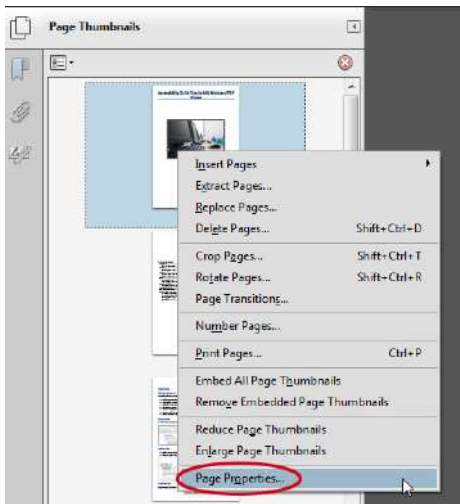 Page Thumbnails
Insert Pages
Extract Pages...
Replace Pages...
Delete Pages... Shift+Ctrl+D
Crop Pages... Shift+Ctrl+T
Rotate Pages... Shift+Ctrl+R
Page Transitions...
Number Pages...
Print Pages... Ctrl+P
Embed All Page Thumbnails
Remove Embedded Page Thumbnails
Reduce Page Thumbnails
Enlarge Page Thumbnails
Page Properties...